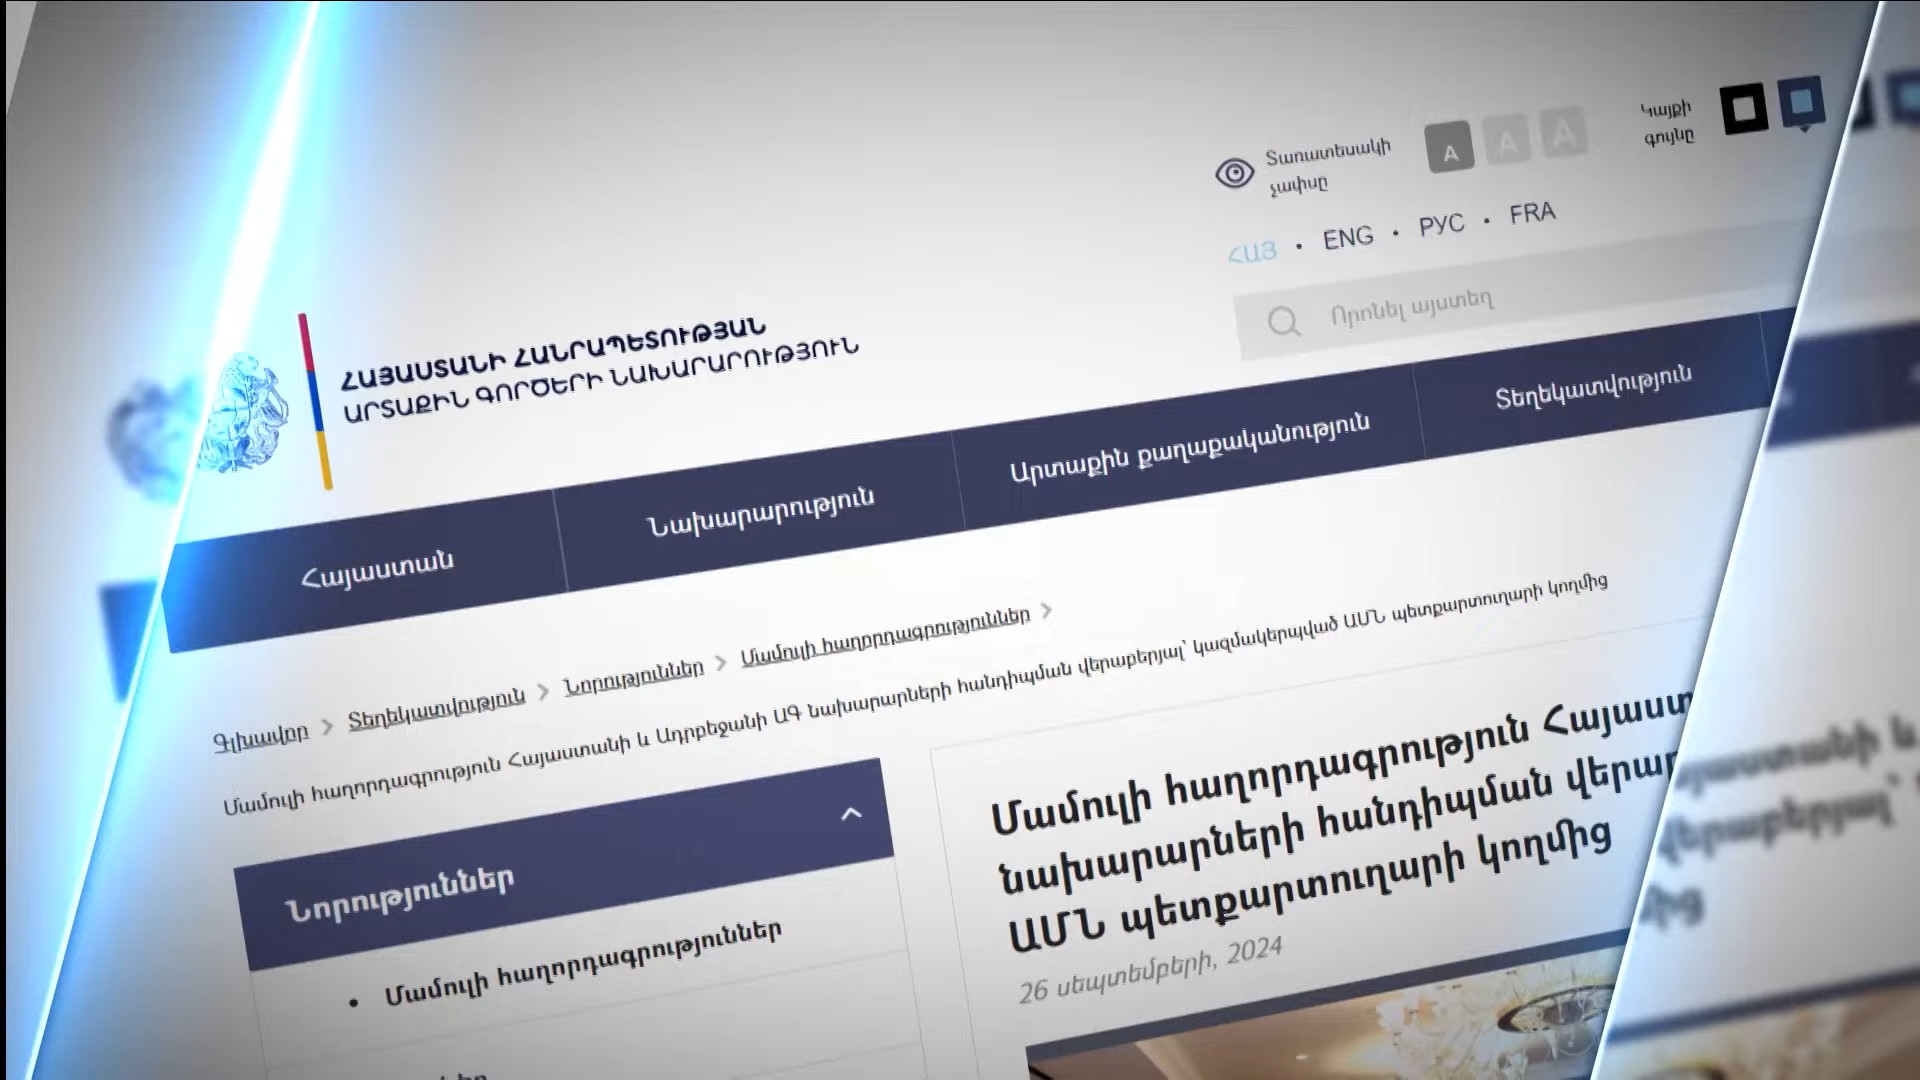 Տառատեսակի
չափսը
A A A
Կայքի
գույնը
ՀԱՅ • ENG • РУС • FRA
Որոնել այստեղ
ՀԱՅԱՍՏԱՆԻ ՀԱՆՐԱՊԵՏՈՒԹՅԱՆ
ԱՐՏԱՔԻՆ ԳՈՐԾԵՐԻ ՆԱԽԱՐԱՐՈՒԹՅՈՒՆ
Հայաստան Նախարարություն Արտաքին քաղաքականություն Տեղեկատվություն
Գլխավոր > Տեղեկատվություն > Նորություններ > Մամուլի հաղորդագրություններ >
Մամուլի հաղորդագրություն Հայաստանի և Ադրբեջանի ԱԳ նախարարների հանդիպման վերաբերյալ՝ կազմակերպված ԱՄՆ պետքարտուղարի կողմից
Նորություններ
• Մամուլի հաղորդագրություններ
Մամուլի հաղորդագրություն Հայաստ
նախարարների հանդիպման վերաբ
ԱՄՆ պետքարտուղարի կողմից
26 սեպտեմբերի, 2024